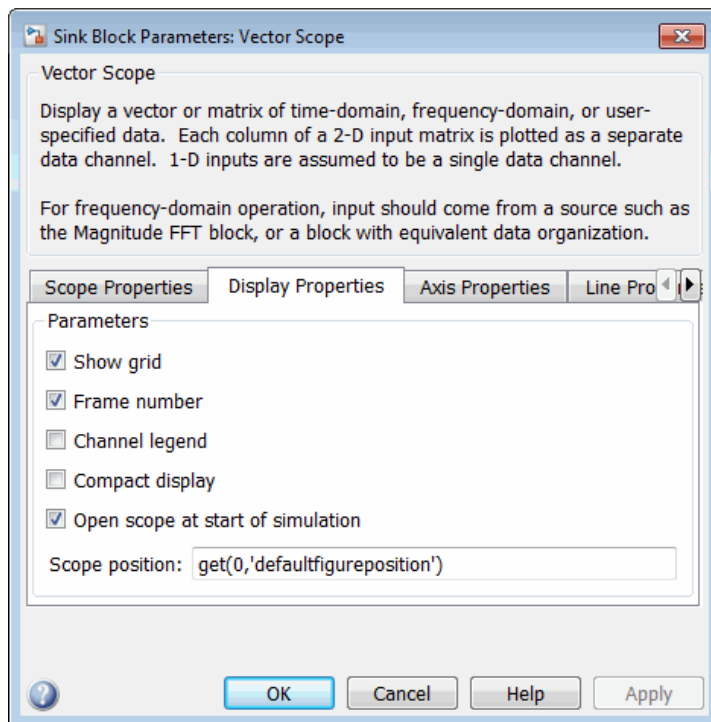 Sink Block Parameters: Vector Scope
Vector Scope
Display a vector or matrix of time-domain, frequency-domain, or user-
specified data.  Each column of a 2-D input matrix is plotted as a separate
data channel.  1-D inputs are assumed to be a single data channel.
For frequency-domain operation, input should come from a source such as
the Magnitude FFT block, or a block with equivalent data organization.
Scope Properties Display Properties Axis Properties Line
Parameters
Show grid
Frame number
Channel legend
Compact display
Open scope at start of simulation
Scope position: get(0,'defaultfigureposition')
OK Cancel Help Apply